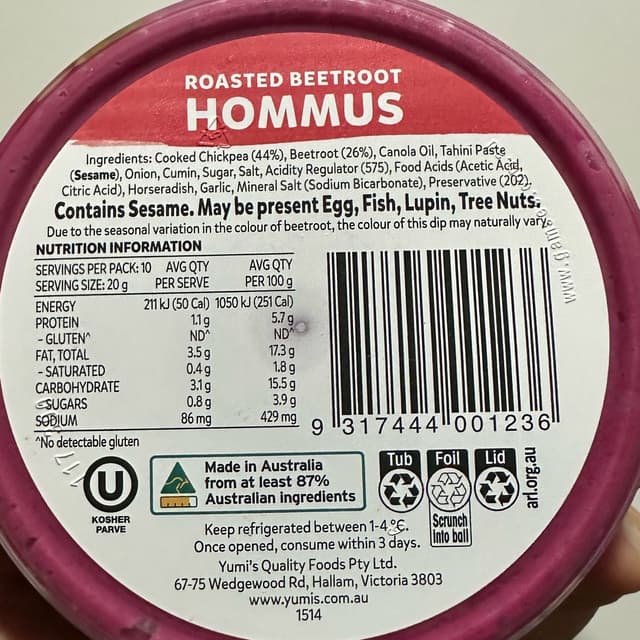 ROASTED BEETROOT
HOMMUS
Ingredients: Cooked Chickpea (44%), Beetroot (26%), Canola Oil, Tahini Paste
(Sesame), Onion, Cumin, Sugar, Salt, Acidity Regulator (575), Food Acids (Acetic Acid,
Citric Acid), Horseradish, Garlic, Mineral Salt (Sodium Bicarbonate), Preservative (202).
Contains Sesame. May be present Egg, Fish, Lupin, Tree Nuts.
Due to the seasonal variation in the colour of beetroot, the colour of this dip may naturally vary.
NUTRITION INFORMATION
SERVINGS PER PACK: 10 AVG QTY AVG QTY
SERVING SIZE: 20 g PER SERVE PER 100 g
ENERGY 211 kJ (50 Cal) 1050 kJ (251 Cal)
PROTEIN 1.1 g 5.7 g
- GLUTEN^ ND^ ND^
FAT, TOTAL 3.5 g 17.3 g
- SATURATED 0.4 g 1.8 g
CARBOHYDRATE 3.1 g 15.5 g
- SUGARS 0.8 g 3.9 g
SODIUM 86 mg 429 mg
^No detectable gluten
9 317444 001236
U
KOSHER
PARVE
Made in Australia
from at least 87%
Australian ingredients
Tub Foil Lid
Scrunch
into ball
arl.org.au
Keep refrigerated between 1-4 °C.
Once opened, consume within 3 days.
Yumi's Quality Foods Pty Ltd.
67-75 Wedgewood Rd, Hallam, Victoria 3803
www.yumis.com.au
1514